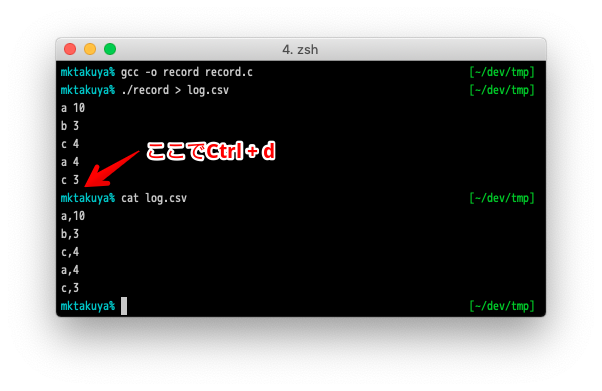 4. zsh
mktakuya% gcc -o record record.c [~/dev/tmp]
mktakuya% ./record > log.csv [~/dev/tmp]
a 10
b 3
c 4
a 4
c 3
ここでCtrl + d
mktakuya% cat log.csv [~/dev/tmp]
a,10
b,3
c,4
a,4
c,3
mktakuya% [~/dev/tmp]